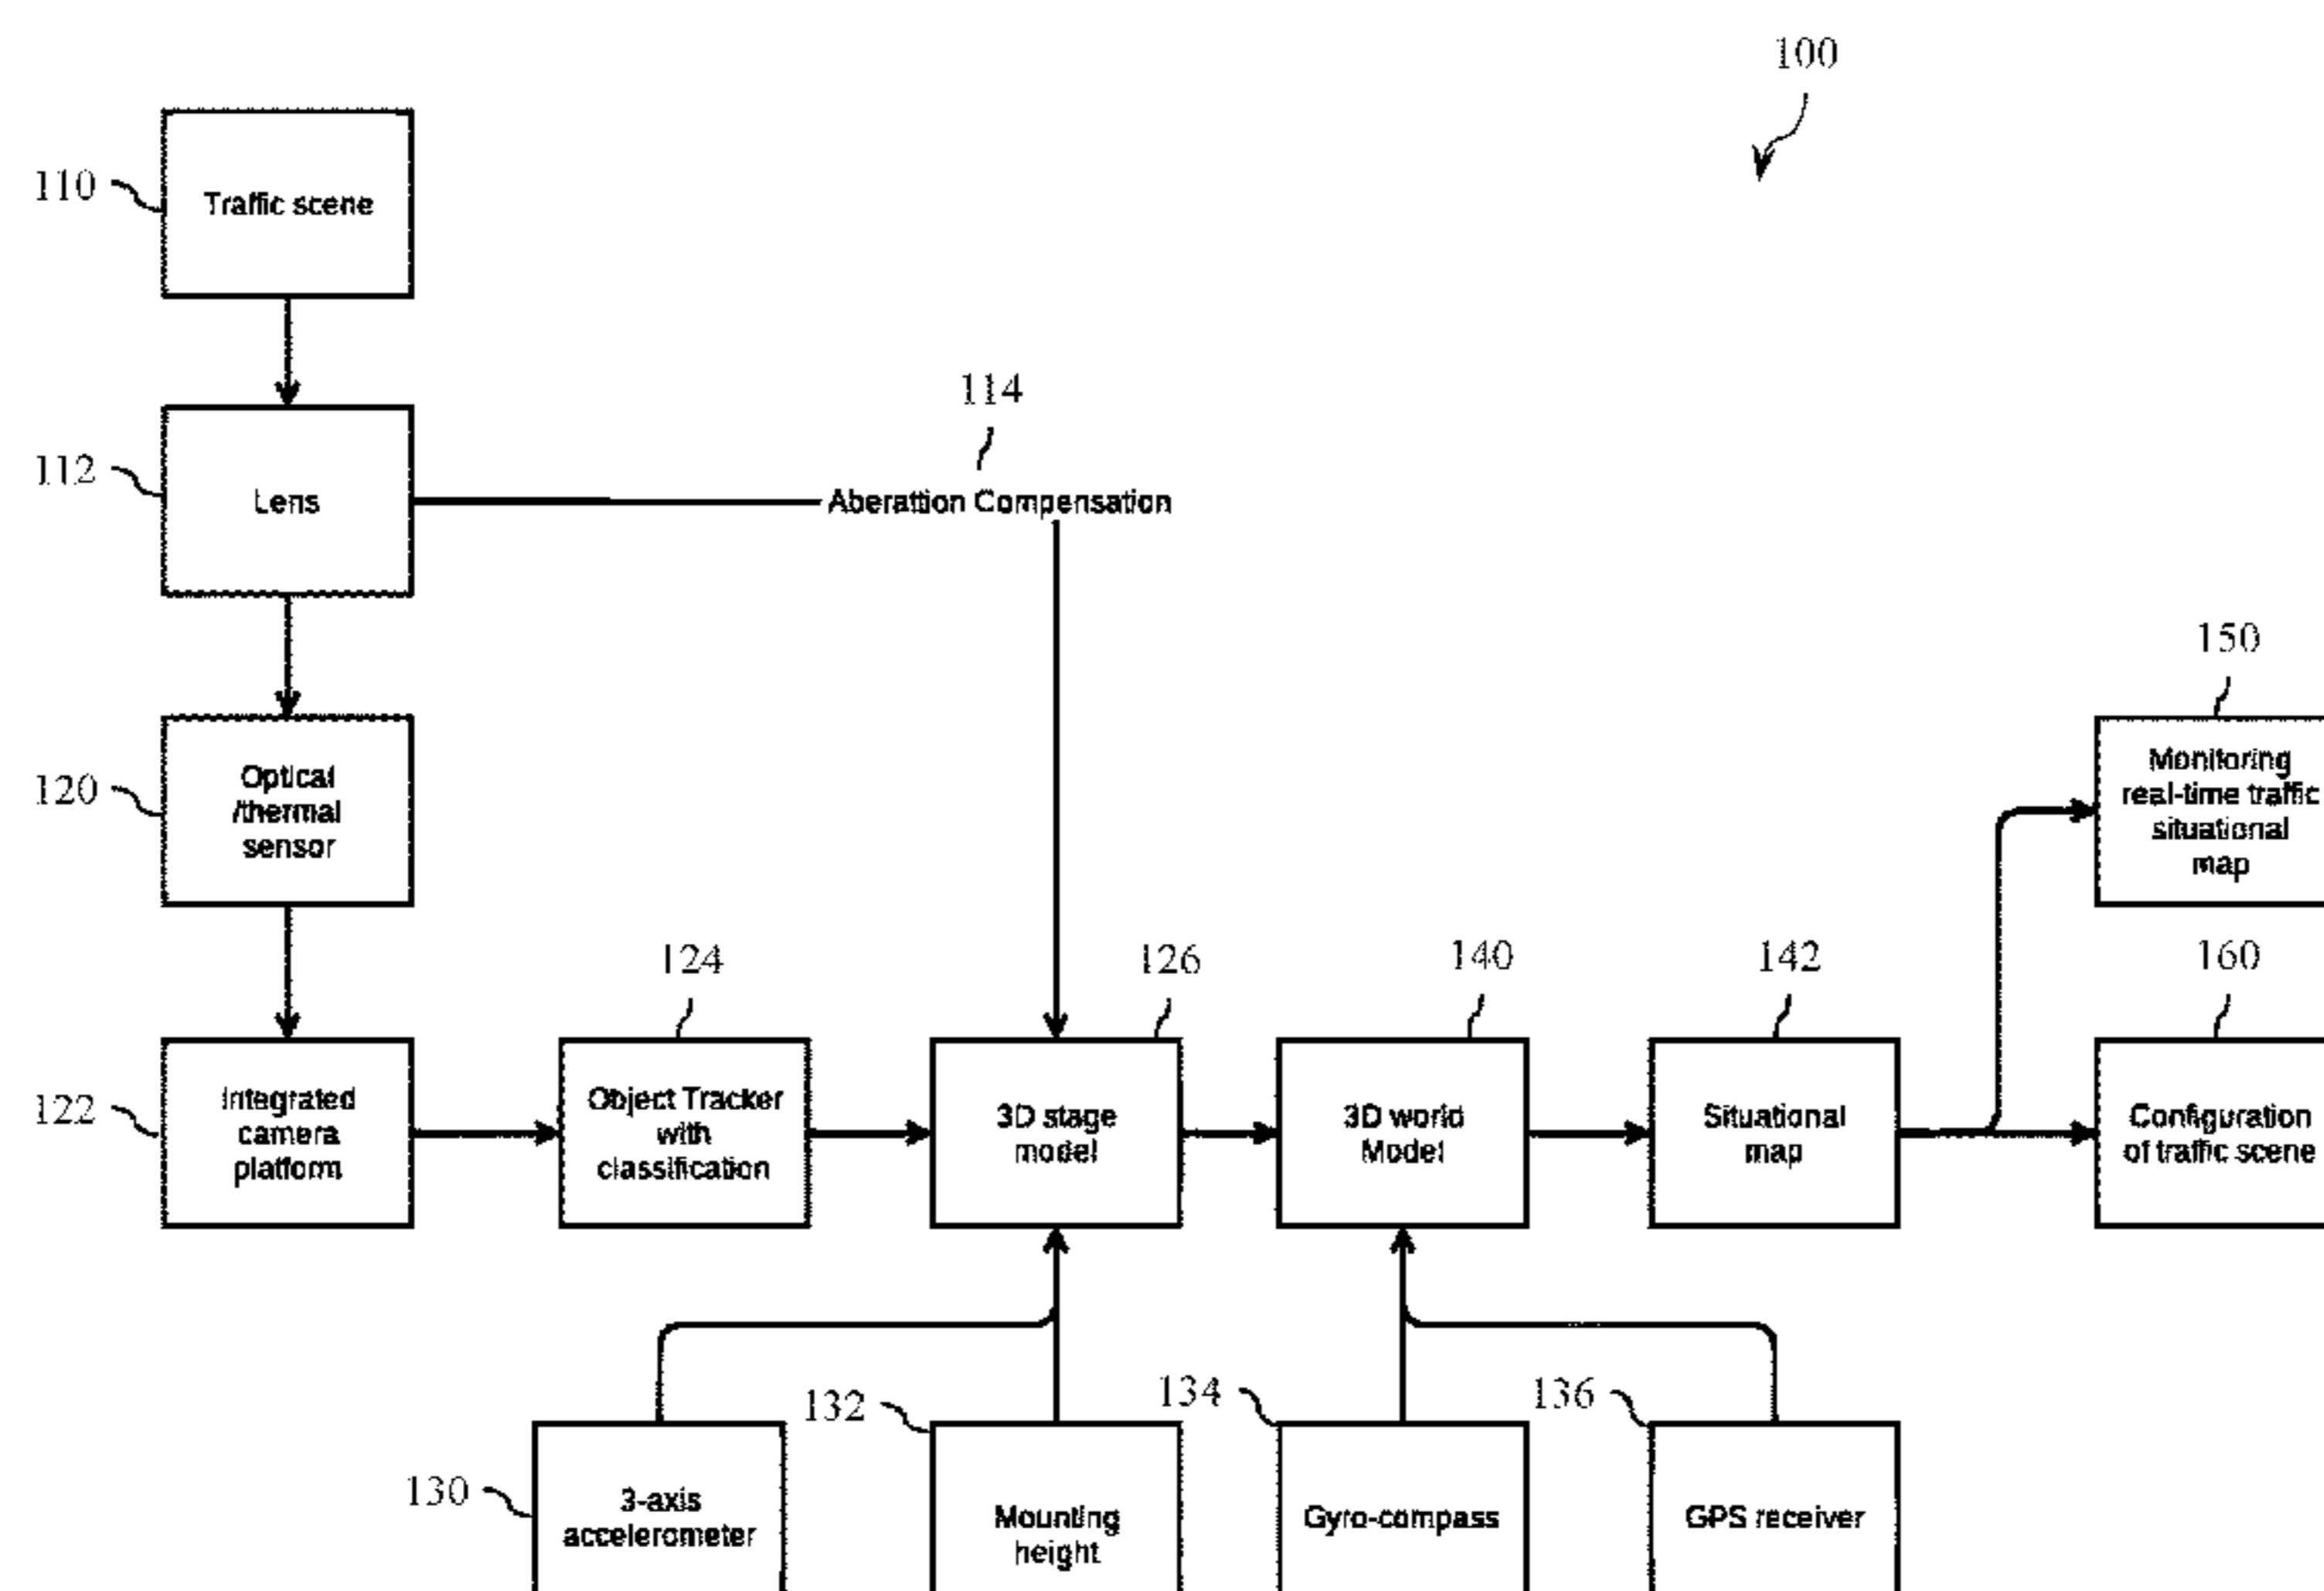 100
110
Traffic scene
114
112
Lens
Aberattion Compensation
150
120
Optical
/thermal
sensor
Monitoring
real-time traffic
situational
map
124
126
140
142
160
122
Integrated
camera
platform
Object Tracker
with
classification
3D stage
model
3D world
Model
Situational
map
Configuration
of traffic scene
130
3-axis
accelerometer
132
Mounting
height
134
Gyro-compass
136
GPS receiver